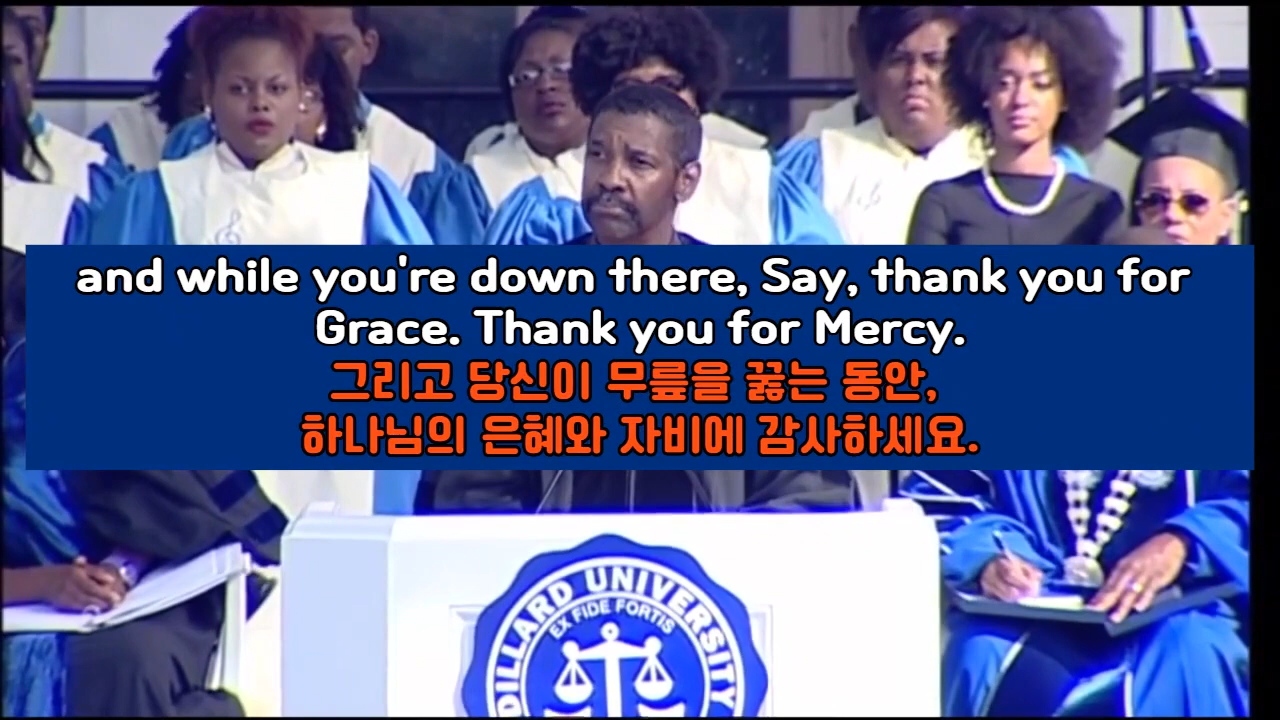 and while you're down there, Say, thank you for
Grace. Thank you for Mercy.
그리고 당신이 무릎을 꿇는 동안,
하나님의 은혜와 자비에 감사하세요.
DILLARD UNIVERSITY
EX FIDE FORTIS